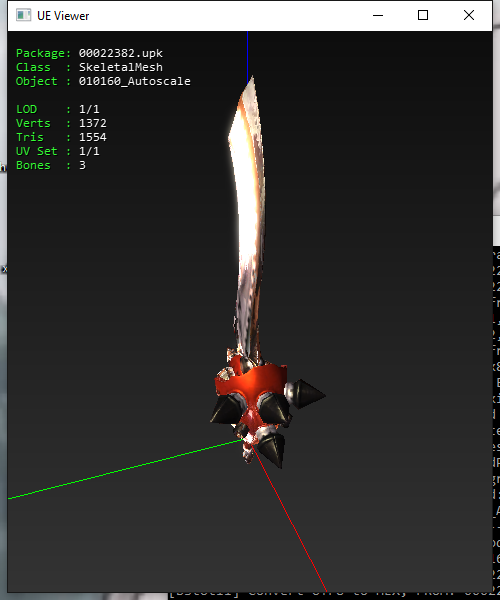 UE Viewer
Package: 00022382.upk
Class  : SkeletalMesh
Object : 010160_Autoscale
LOD    : 1/1
Verts  : 1372
Tris   : 1554
UV Set : 1/1
Bones  : 3